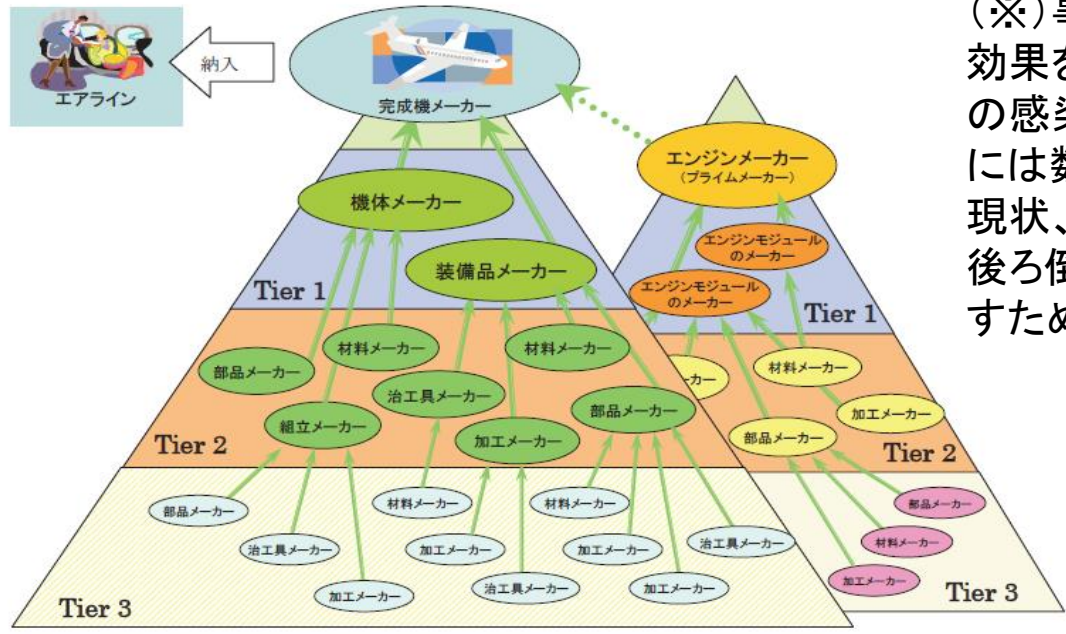 エアライン
納入
完成機メーカー
機体メーカー
装備品メーカー
Tier 1
部品メーカー
材料メーカー
材料メーカー
治工具メーカー
組立メーカー
加工メーカー
部品メーカー
Tier 2
部品メーカー
治工具メーカー
加工メーカー
材料メーカー
加工メーカー
治工具メーカー
材料メーカー
加工メーカー
加工メーカー
治工具メーカー
Tier 3
エンジンメーカー
(プライムメーカー)
エンジンモジュール
のメーカー
エンジンモジュール
のメーカー
Tier 1
ーカー
材料メーカー
加工メーカー
部品メーカー
Tier 2
部品メーカー
材料メーカー
加工メーカー
Tier 3
(※)
効果を
の感染
には数
現状、
後ろ倒
すため